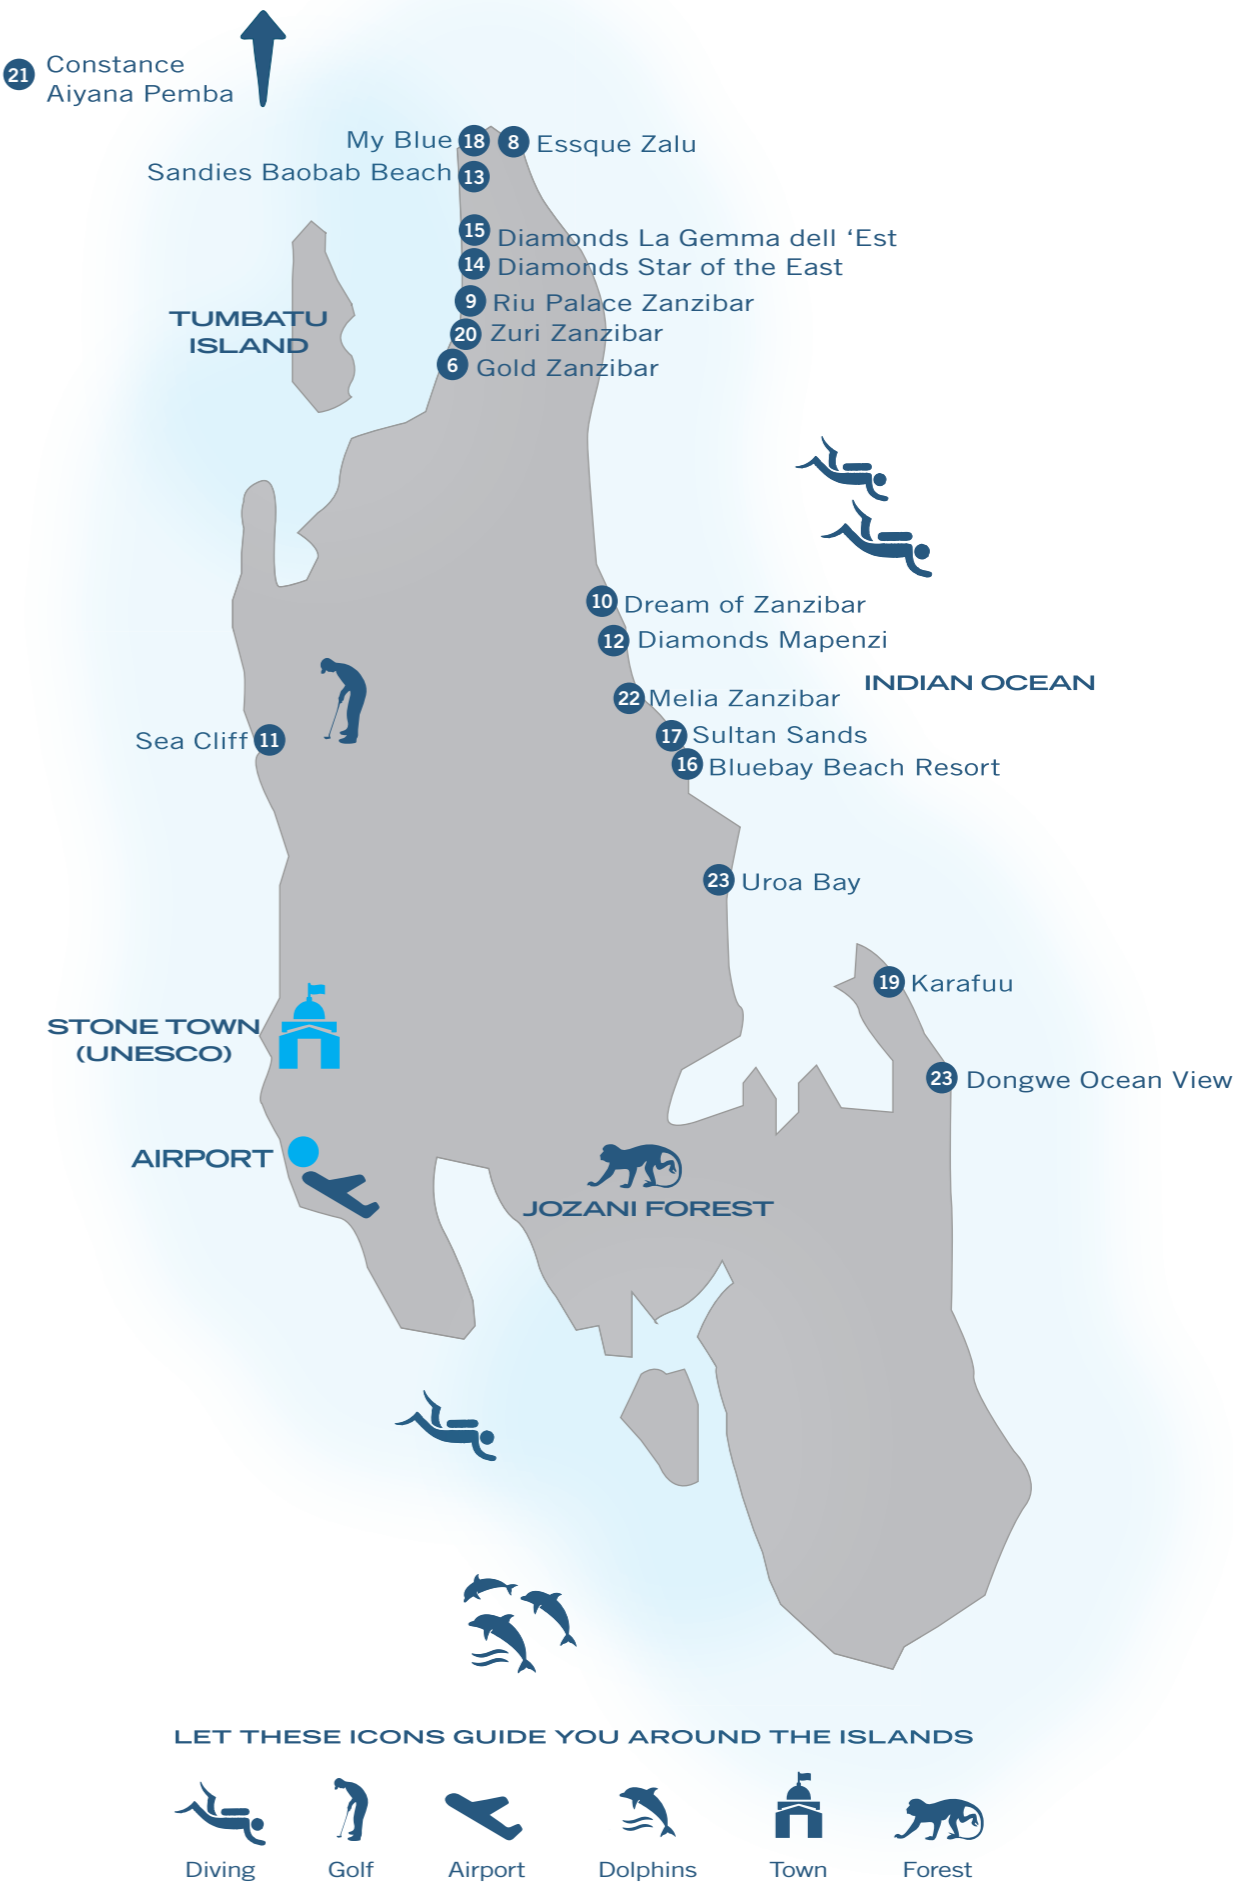 21 Constance
Aiyana Pemba
My Blue 18 8 Essque Zalu
Sandies Baobab Beach 13
15 Diamonds La Gemma dell ‘Est
14 Diamonds Star of the East
9 Riu Palace Zanzibar
TUMBATU
ISLAND
20 Zuri Zanzibar
6 Gold Zanzibar
10 Dream of Zanzibar
12 Diamonds Mapenzi
INDIAN OCEAN
22 Melia Zanzibar
17 Sultan Sands
Sea Cliff 11
16 Bluebay Beach Resort
23 Uroa Bay
19 Karafuu
STONE TOWN
(UNESCO)
23 Dongwe Ocean View
AIRPORT
JOZANI FOREST
LET THESE ICONS GUIDE YOU AROUND THE ISLANDS
Diving Golf Airport Dolphins Town Forest